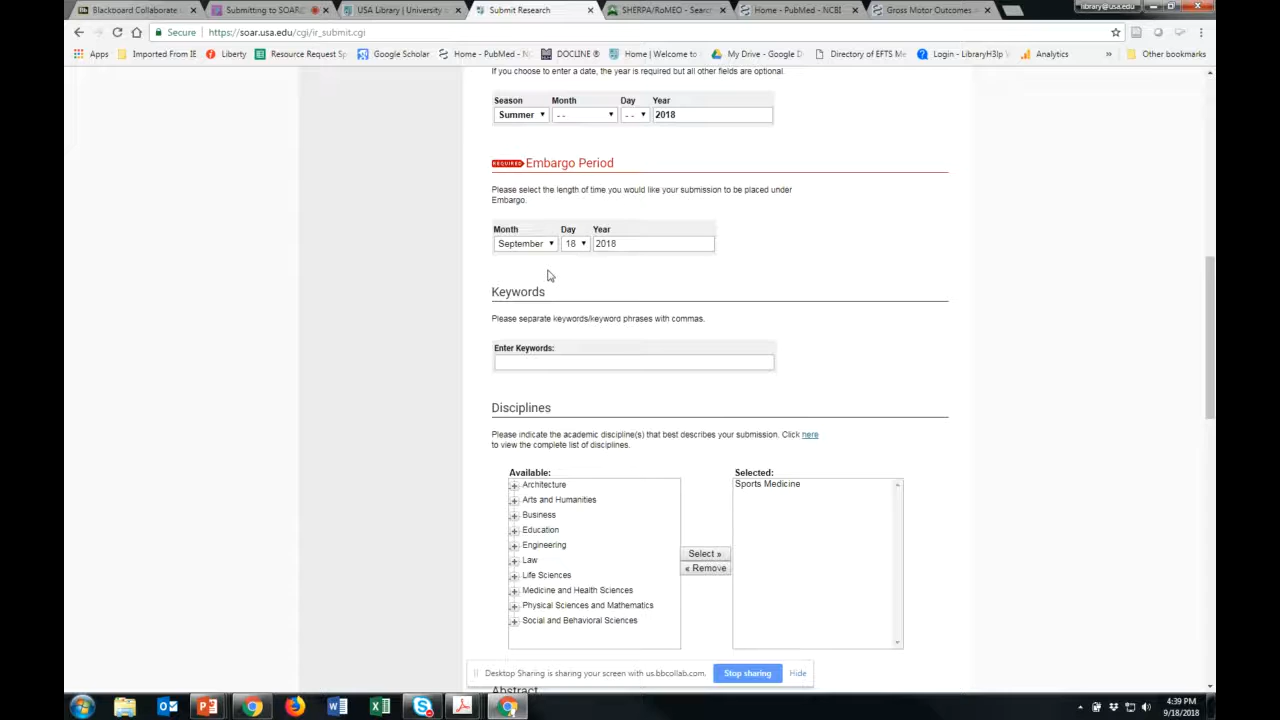 Blackboard Collaborate
Submitting to SOAR
USA Library | University
Submit Research
SHERPA/RoMEO - Search
Home - PubMed - NCBI
Gross Motor Outcomes
library@usa.edu
Secure
https://soar.usa.edu/cgi/ir_submit.cgi
Apps
Imported From IE
Liberty
Resource Request Sp
Google Scholar
Home - PubMed - NC
DOCLINE ®
Home | Welcome to
My Drive - Google D
Directory of EFTS Me
Login - LibraryH3lp
Analytics
»
Other bookmarks
If you choose to enter a date, the year is required but all other fields are optional.
Season Month Day Year
Summer -- -- 2018
REQUIRED Embargo Period
Please select the length of time you would like your submission to be placed under
Embargo.
Month Day Year
September 18 2018
Keywords
Please separate keywords/keyword phrases with commas.
Enter Keywords:
Disciplines
Please indicate the academic discipline(s) that best describes your submission. Click here
to view the complete list of disciplines.
Available: Selected:
Architecture
Sports Medicine
Arts and Humanities
Business
Education
Engineering
Select »
Law
« Remove
Life Sciences
Medicine and Health Sciences
Physical Sciences and Mathematics
Social and Behavioral Sciences
Desktop Sharing is sharing your screen with us.bbcollab.com.
Stop sharing
Hide
Abstract
4:39 PM
9/18/2018